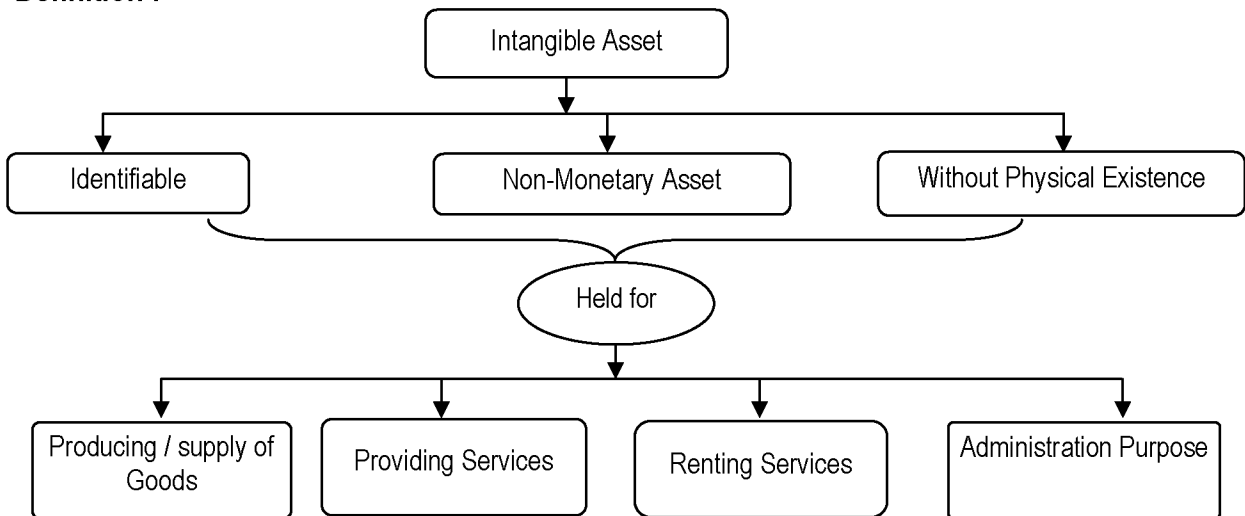 Intangible Asset
Identifiable
Non-Monetary Asset
Without Physical Existence
Held for
Producing / supply of
Goods
Providing Services
Renting Services
Administration Purpose